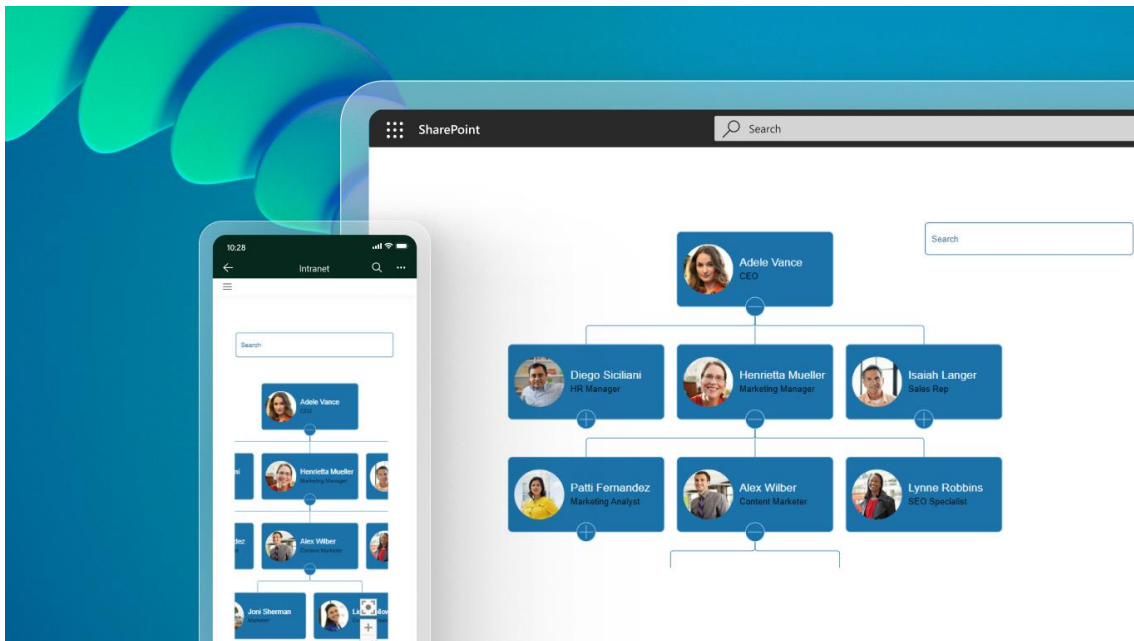 SharePoint
Search
Search
Adele Vance
CEO
Diego Siciliani
HR Manager
Henrietta Mueller
Marketing Manager
Isaiah Langer
Sales Rep
Patti Fernandez
Marketing Analyst
Alex Wilber
Content Marketer
Lynne Robbins
SEO Specialist
10:28
Intranet
Search
Adele Vance
CEO
Henrietta Mueller
Marketing Manager
Alex Wilber
Content Marketer
Joni Sherman
Marketer